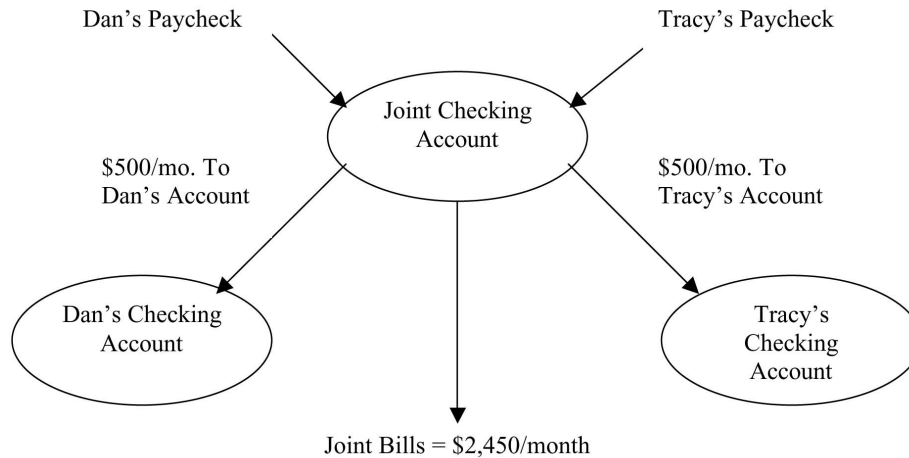 Dan’s Paycheck
Tracy’s Paycheck
Joint Checking
Account
$500/mo. To
Dan’s Account
$500/mo. To
Tracy’s Account
Dan’s Checking
Account
Tracy’s
Checking
Account
Joint Bills = $2,450/month